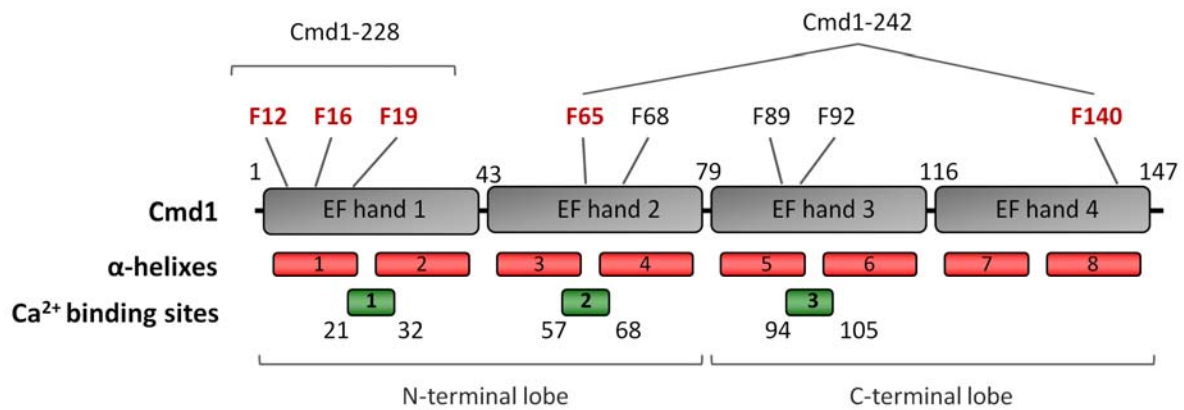 Cmd1-228
Cmd1-242
F12 F16 F19 F65 F68 F89 F92 F140
1 43 79 116 147
Cmd1 EF hand 1 EF hand 2 EF hand 3 EF hand 4
α-helixes 1 2 3 4 5 6 7 8
Ca²⁺ binding sites 1 2 3
21 32 57 68 94 105
N-terminal lobe C-terminal lobe